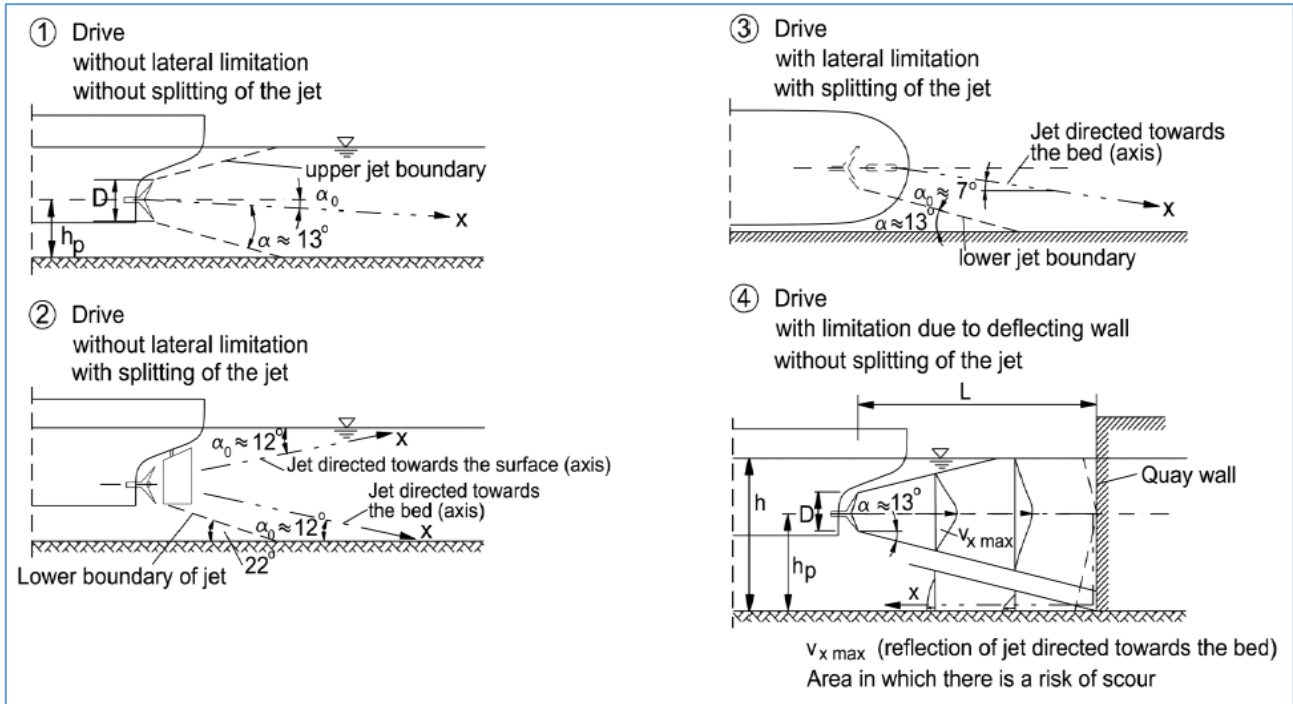 ① Drive
without lateral limitation
without splitting of the jet
upper jet boundary
D
α₀
x
hₚ
α ≈ 13°
② Drive
without lateral limitation
with splitting of the jet
α₀ ≈ 12°
x
Jet directed towards the surface (axis)
Jet directed towards
the bed (axis)
α₀ ≈ 12°
x
22°
Lower boundary of jet
③ Drive
with lateral limitation
with splitting of the jet
Jet directed towards
the bed (axis)
α₀ ≈ 7°
x
α ≈ 13°
lower jet boundary
④ Drive
with limitation due to deflecting wall
without splitting of the jet
L
Quay wall
h
D
α ≈ 13°
vₓ max
hₚ
x
vₓ max (reflection of jet directed towards the bed)
Area in which there is a risk of scour